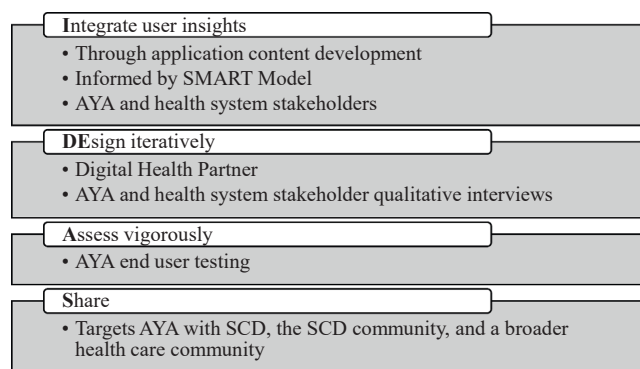 Integrate user insights
• Through application content development
• Informed by SMART Model
• AYA and health system stakeholders
DEsign iteratively
• Digital Health Partner
• AYA and health system stakeholder qualitative interviews
Assess vigorously
• AYA end user testing
Share
• Targets AYA with SCD, the SCD community, and a broader
health care community